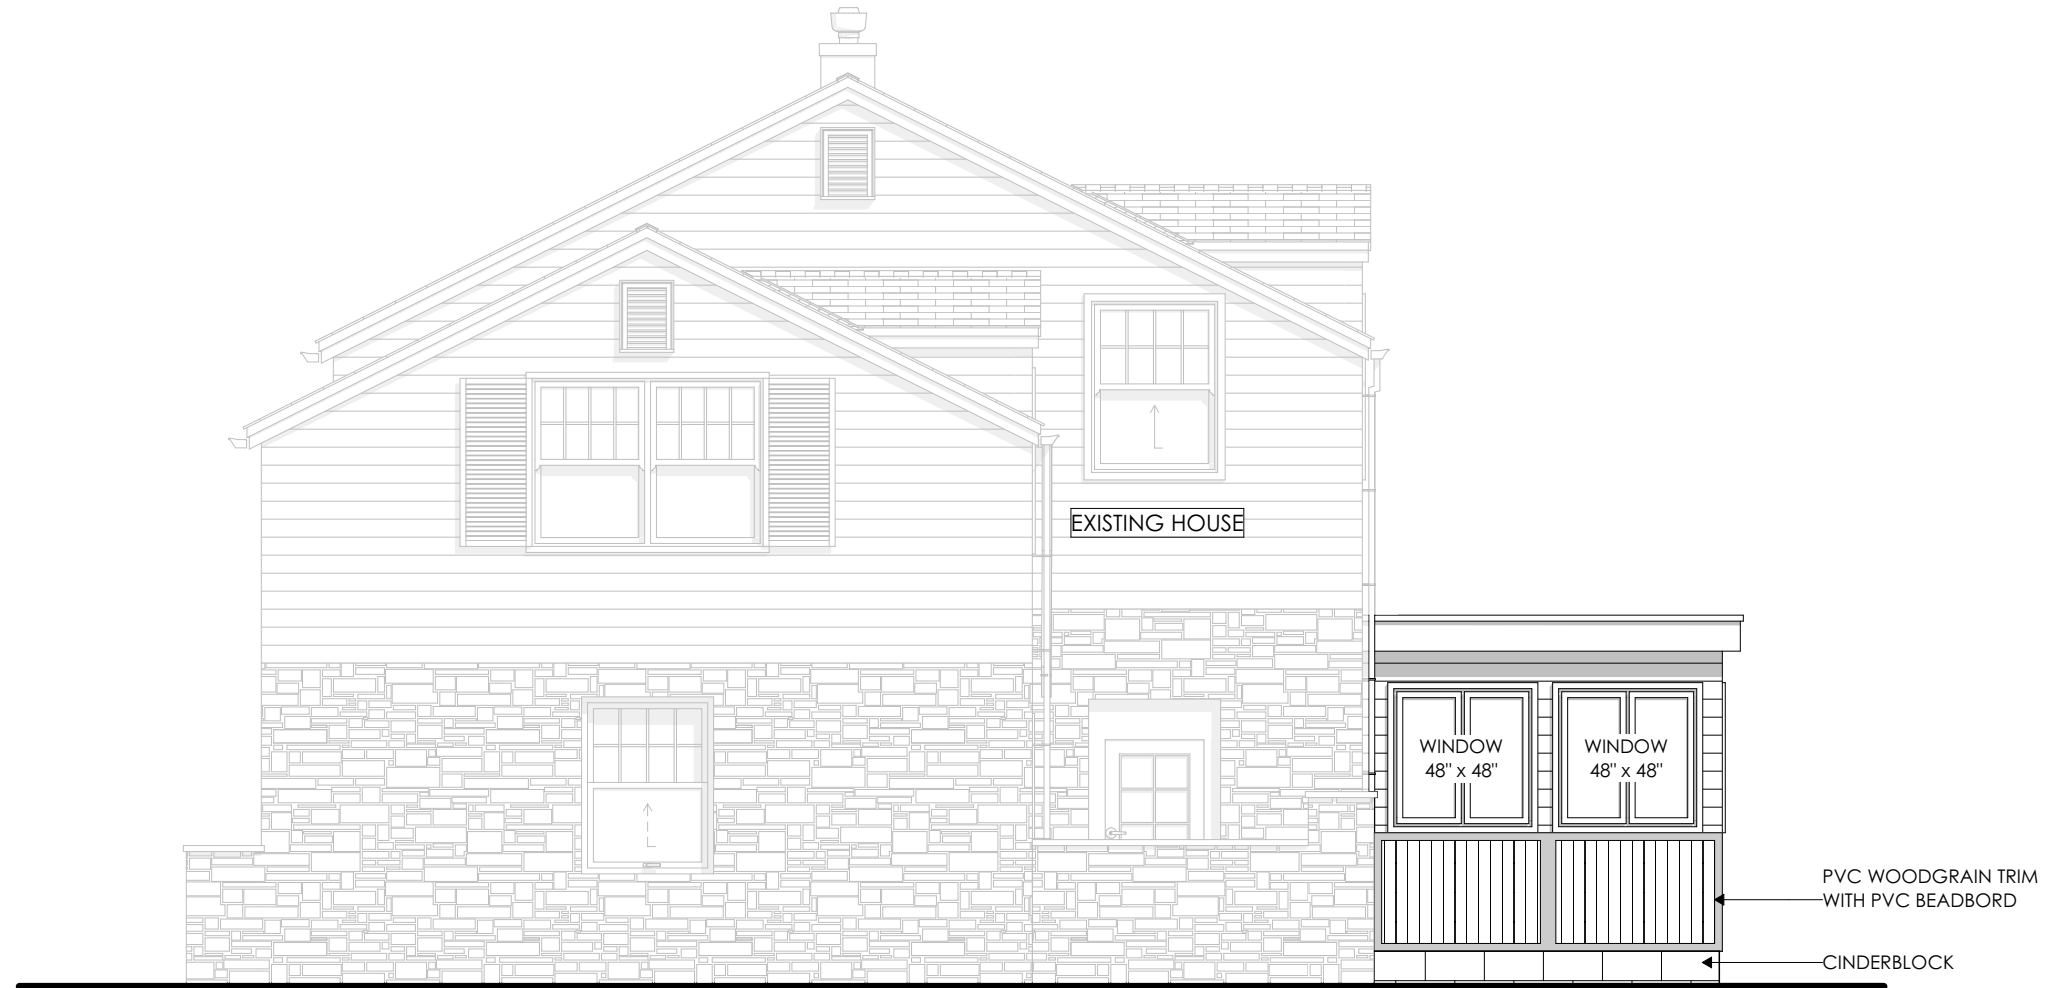 EXISTING HOUSE
WINDOW
48" x 48"
WINDOW
48" x 48"
PVC WOODGRAIN TRIM
WITH PVC BEADBORD
CINDERBLOCK